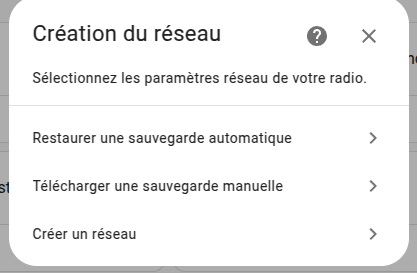 Création du réseau
Sélectionnez les paramètres réseau de votre radio.
Restaurer une sauvegarde automatique
Télécharger une sauvegarde manuelle
Créer un réseau